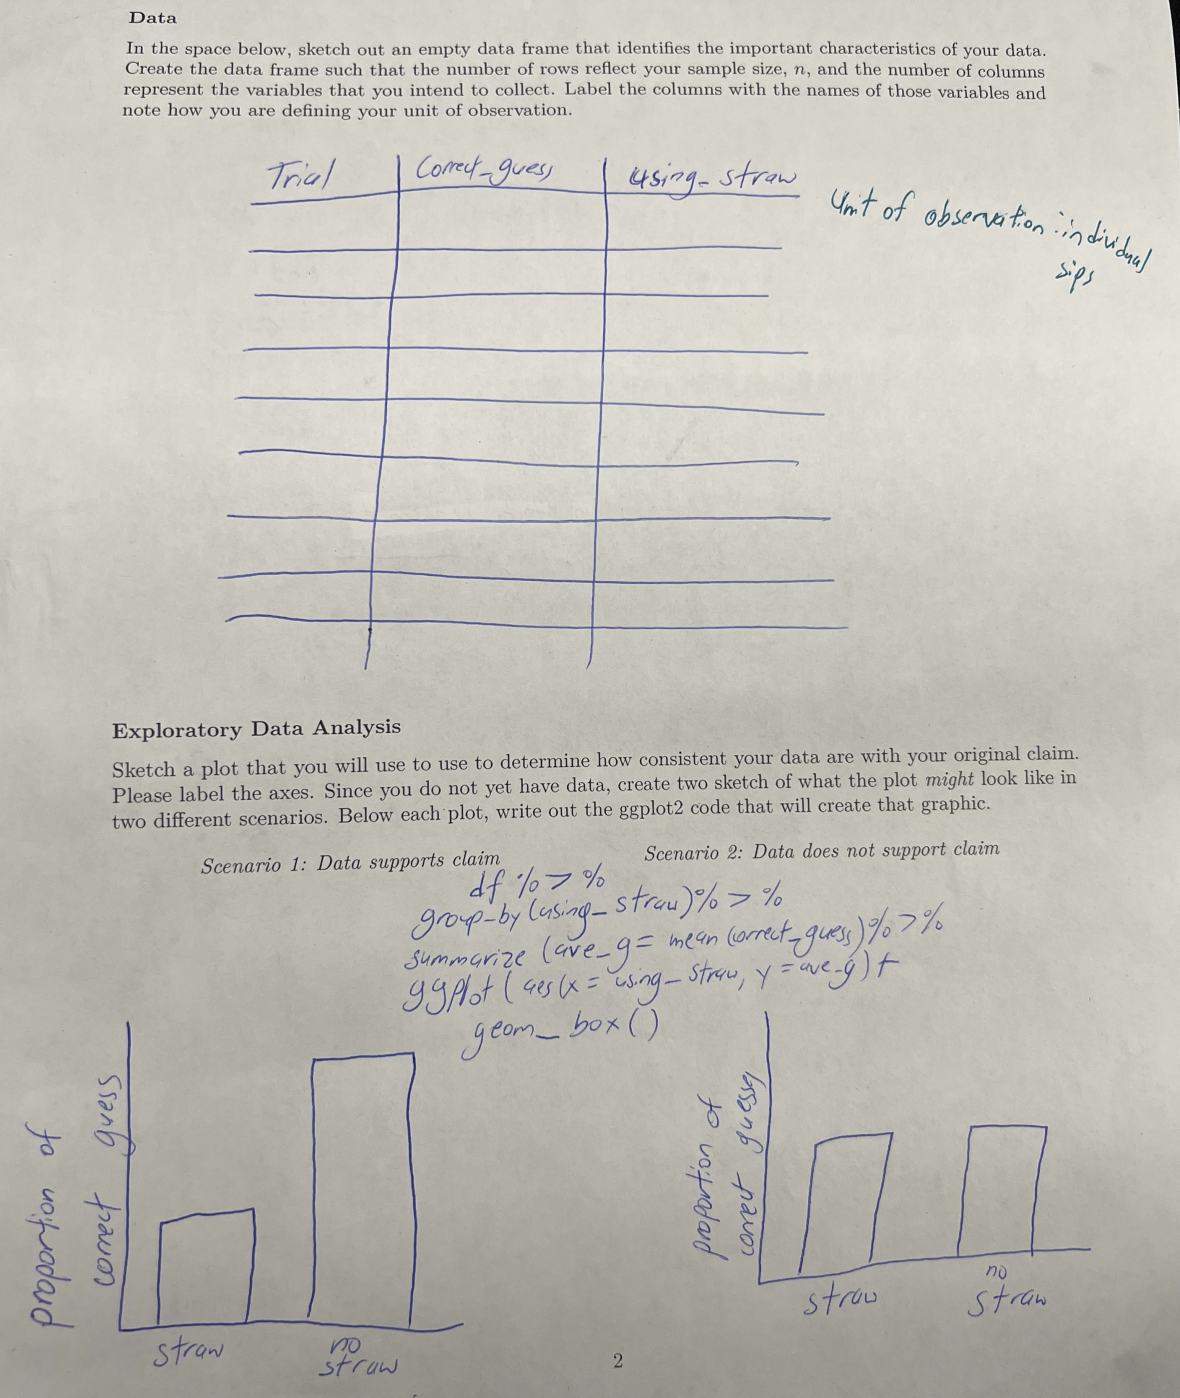 Data
In the space below, sketch out an empty data frame that identifies the important characteristics of your data.
Create the data frame such that the number of rows reflect your sample size, n, and the number of columns
represent the variables that you intend to collect. Label the columns with the names of those variables and
note how you are defining your unit of observation.
Trial Correct_guess using_straw
Unit of observation: individual
sips
Exploratory Data Analysis
Sketch a plot that you will use to use to determine how consistent your data are with your original claim.
Please label the axes. Since you do not yet have data, create two sketch of what the plot might look like in
two different scenarios. Below each plot, write out the ggplot2 code that will create that graphic.
Scenario 1: Data supports claim
Scenario 2: Data does not support claim
df %>%
group_by(using_straw)%>%
summarize (ave_g= mean(correct_guess)%>%
ggplot(aes(x= using_straw, y=ave_g)+
geom_box()
proportion of
correct guess
straw
no
straw
proportion of
correct guesses
straw
no
straw
2